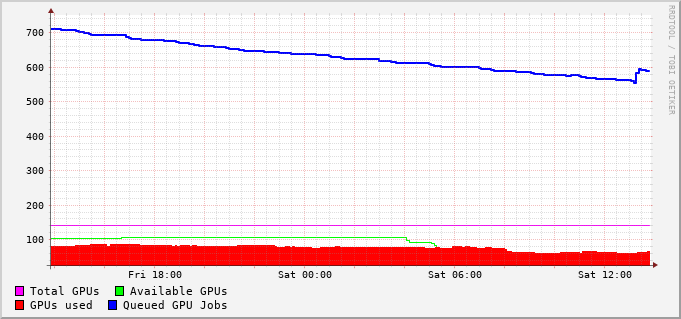 700
600
500
400
300
200
100
Fri 18:00 Sat 00:00 Sat 06:00 Sat 12:00
Total GPUs Available GPUs
GPUs used Queued GPU Jobs
RRDTOOL / TOBI OETIKER